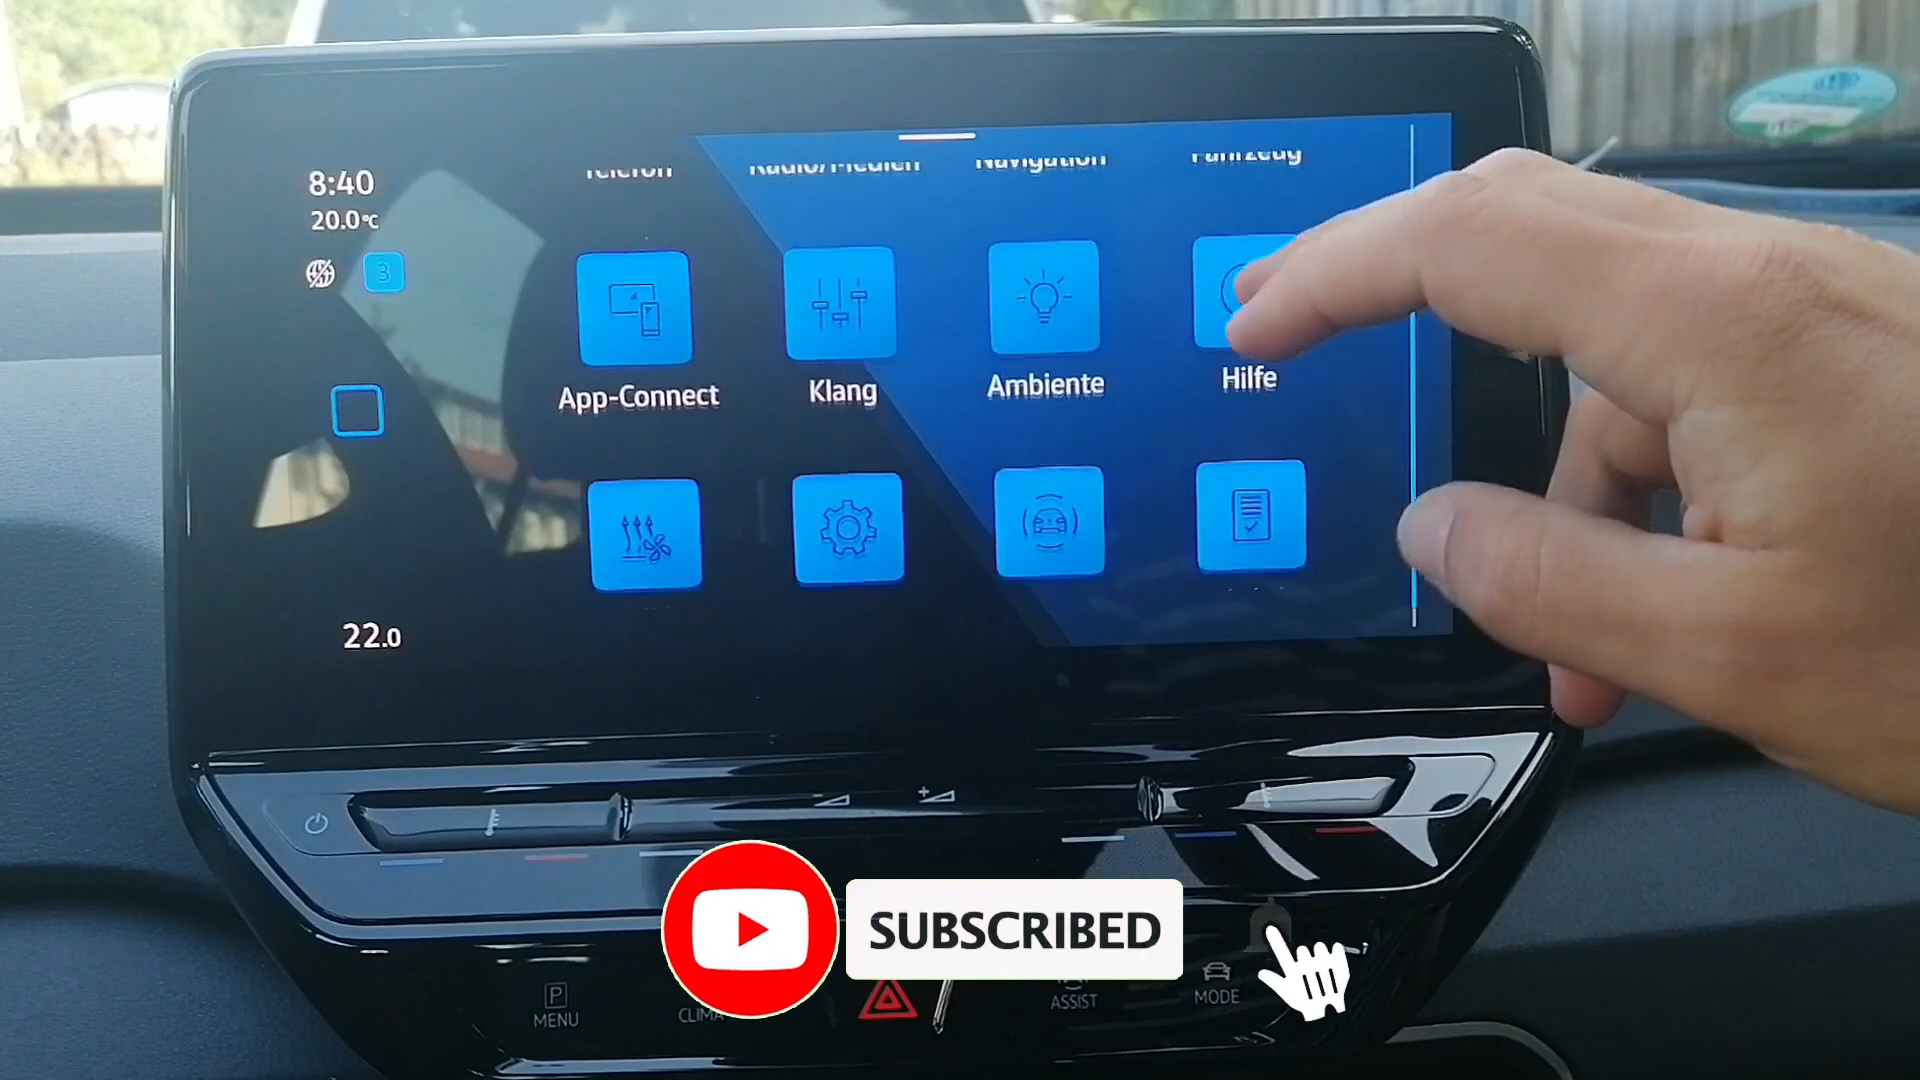 8:40
20.0°C
3
Telefon
Radio/Medien
Navigation
Fahrzeug
App-Connect
Klang
Ambiente
Hilfe
22.0
SUBSCRIBED
P
MENU
CLIMA
ASSIST
MODE